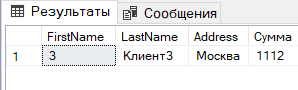 Результаты Сообщения
FirstName LastName Address Сумма
1 3 Клиент3 Москва 1112